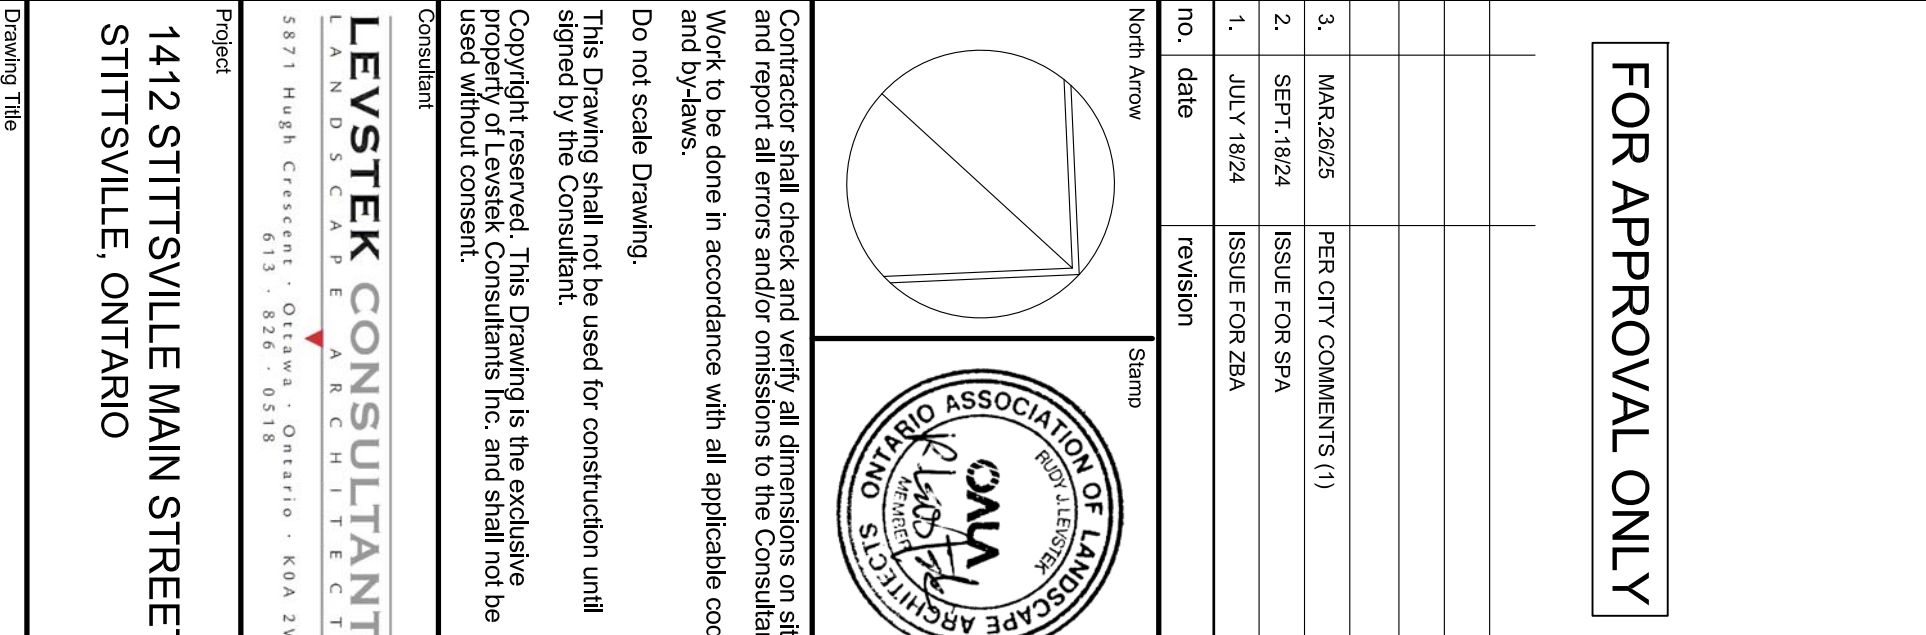 FOR APPROVAL ONLY
3. MAR.26/25 PER CITY COMMENTS (1)
2. SEPT.18/24 ISSUE FOR SPA
1. JULY 18/24 ISSUE FOR ZBA
no. date revision
North Arrow
Stamp
ONTARIO ASSOCIATION OF LANDSCAPE ARCHITECTS
RUDY J. LEVSTEK
OALA
MEMBER
Contractor shall check and verify all dimensions on
and report all errors and/or omissions to the
Work to be done in accordance with all applicable
and by-laws.
Do not scale Drawing.
This Drawing shall not be used for construction until
signed by the Consultant.
Copyright reserved. This Drawing is the exclusive
property of Levstek Consultants Inc. and shall not be
used without consent.
Consultant
LEVSTEK CONSULTANT
LANDSCAPE ARCHITECT
5871 Hugh Crescent · Ottawa · Ontario · K0A
613 · 826 · 0518
Project
1412 STITTSVILLE MAIN STREET
STITTSVILLE, ONTARIO
Drawing Title